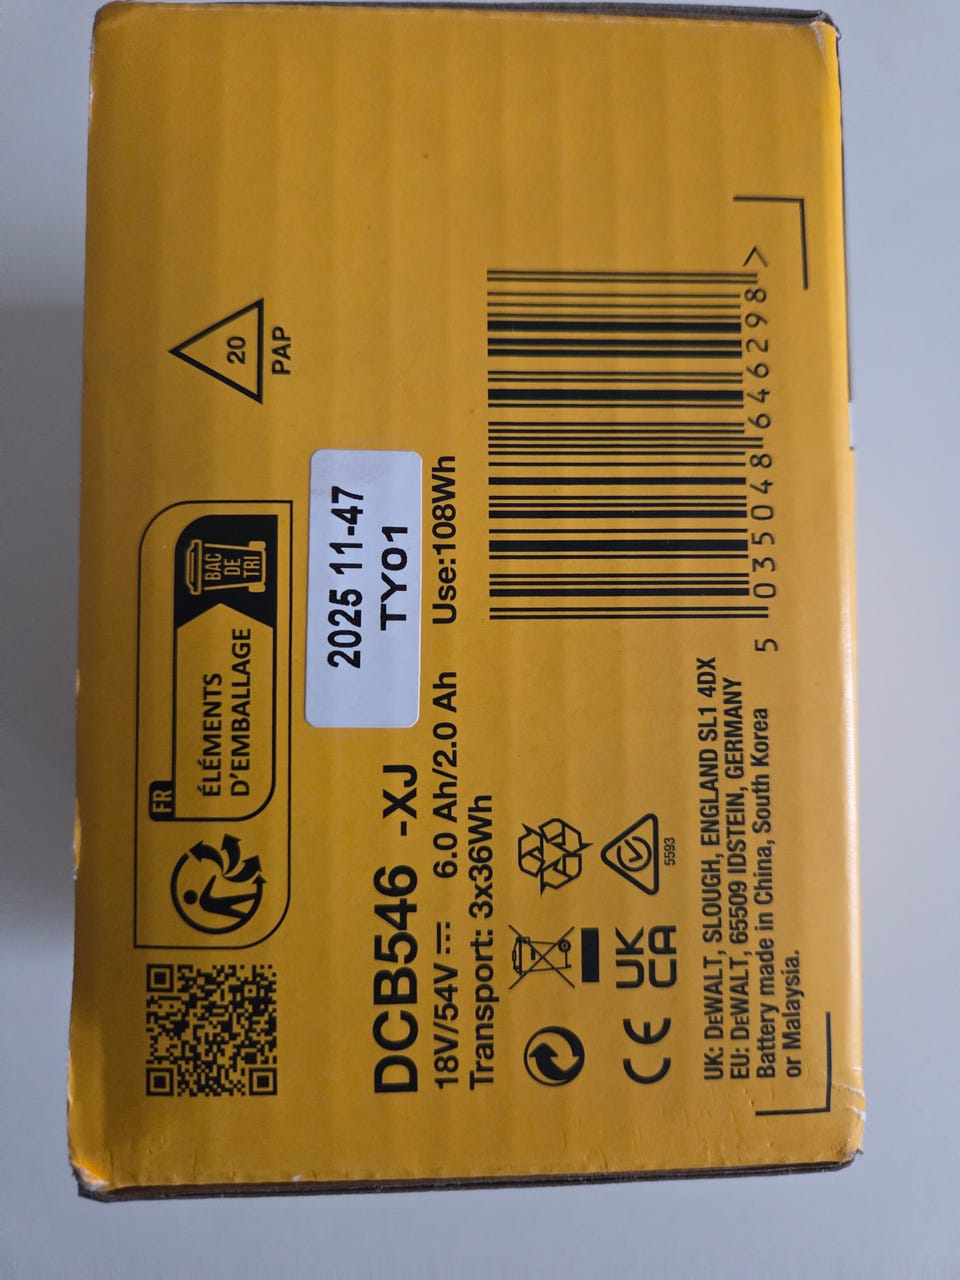 FR
ÉLÉMENTS
D'EMBALLAGE
BAC
DE
TRI
20
PAP
2025 11-47
TY01
DCB546 -XJ
18V/54V 6.0 Ah/2.0 Ah Use:108Wh
Transport: 3x36Wh
5593
CE
UK
CA
UK: DEWALT, SLOUGH, ENGLAND SL1 4DX
EU: DEWALT, 65509 IDSTEIN, GERMANY
Battery made in China, South Korea
or Malaysia.
5 035048 646298 >